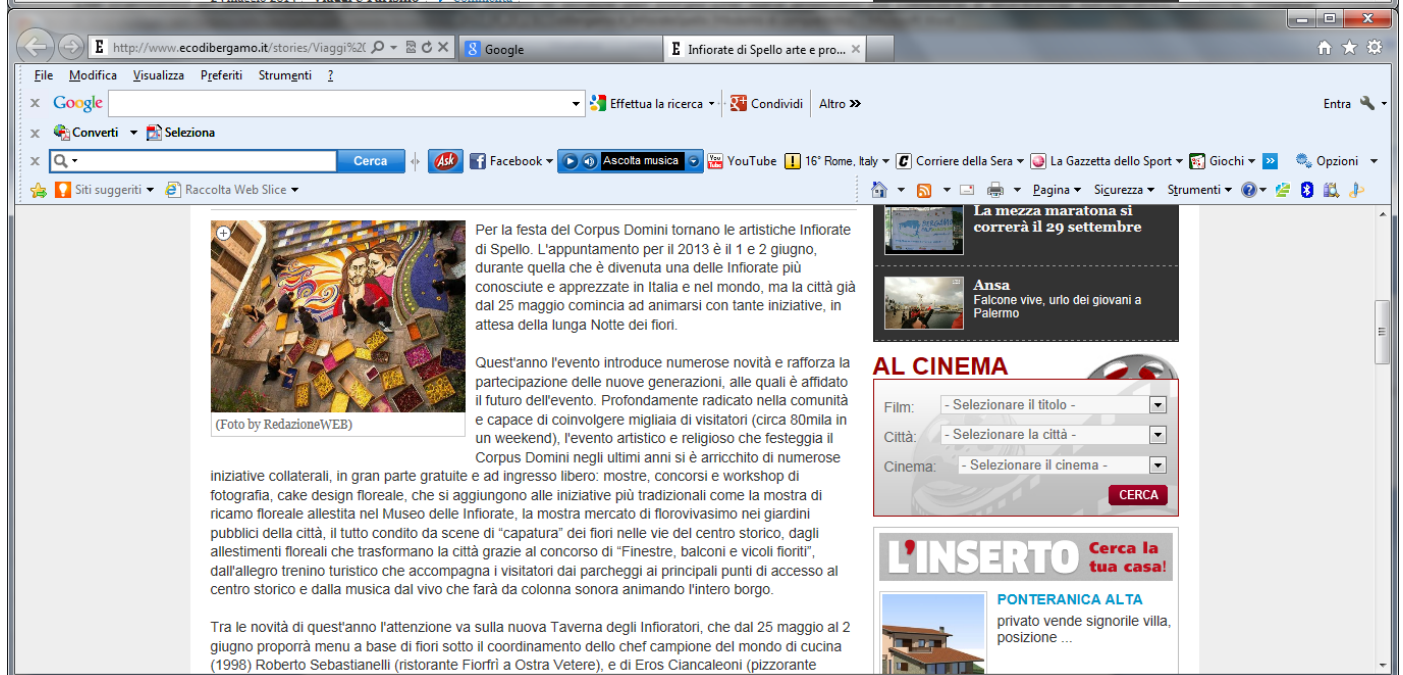 http://www.ecodibergamo.it/stories/Viaggi%20
Google
Infiorate di Spello arte e pro...
File Modifica Visualizza Preferiti Strumenti ?
x Google
Effettua la ricerca
Condividi
Altro »
Entra
x Converti
Seleziona
x
Cerca
Ask
Facebook
Ascolta musica
YouTube
16° Rome, Italy
Corriere della Sera
La Gazzetta dello Sport
Giochi
Opzioni
Siti suggeriti
Raccolta Web Slice
Pagina
Sicurezza
Strumenti
Per la festa del Corpus Domini tornano le artistiche Infiorate
di Spello. L'appuntamento per il 2013 è il 1 e 2 giugno,
durante quella che è divenuta una delle Infiorate più
conosciute e apprezzate in Italia e nel mondo, ma la città già
dal 25 maggio comincia ad animarsi con tante iniziative, in
attesa della lunga Notte dei fiori.
(Foto by RedazioneWEB)
Quest'anno l'evento introduce numerose novità e rafforza la
partecipazione delle nuove generazioni, alle quali è affidato
il futuro dell'evento. Profondamente radicato nella comunità
e capace di coinvolgere migliaia di visitatori (circa 80mila in
un weekend), l'evento artistico e religioso che festeggia il
Corpus Domini negli ultimi anni si è arricchito di numerose
iniziative collaterali, in gran parte gratuite e ad ingresso libero: mostre, concorsi e workshop di
fotografia, cake design floreale, che si aggiungono alle iniziative più tradizionali come la mostra di
ricamo floreale allestita nel Museo delle Infiorate, la mostra mercato di florovivasimo nei giardini
pubblici della città, il tutto condito da scene di “capatura” dei fiori nelle vie del centro storico, dagli
allestimenti floreali che trasformano la città grazie al concorso di “Finestre, balconi e vicoli fioriti”,
dall'allegro trenino turistico che accompagna i visitatori dai parcheggi ai principali punti di accesso al
centro storico e dalla musica dal vivo che farà da colonna sonora animando l'intero borgo.
Tra le novità di quest'anno l'attenzione va sulla nuova Taverna degli Infioratori, che dal 25 maggio al 2
giugno proporrà menu a base di fiori sotto il coordinamento dello chef campione del mondo di cucina
(1998) Roberto Sebastianelli (ristorante Fiorfrì a Ostra Vetere), e di Eros Ciancaleoni (pizzorante
La mezza maratona si
correrà il 29 settembre
Ansa
Falcone vive, urlo dei giovani a
Palermo
AL CINEMA
Film: - Selezionare il titolo -
Città: - Selezionare la città -
Cinema: - Selezionare il cinema -
CERCA
L'INSERTO Cerca la
tua casa!
PONTERANICA ALTA
privato vende signorile villa,
posizione ...